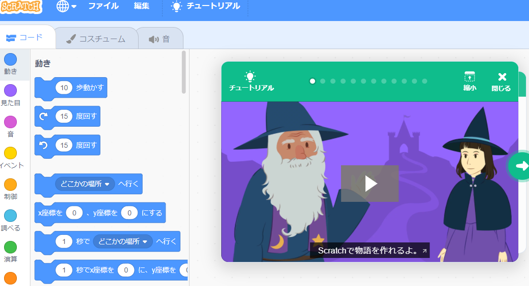 SCRATCH
ファイル 編集 チュートリアル
コード コスチューム 音
動き
見た目
音
イベント
制御
調べる
演算
動き
10 歩動かす
15 度回す
15 度回す
どこかの場所 へ行く
x座標を 0 、y座標を 0 にする
1 秒で どこかの場所 へ行く
1 秒でx座標を 0 に、y座標を 0
チュートリアル
縮小
閉じる
Scratchで物語を作れるよ。